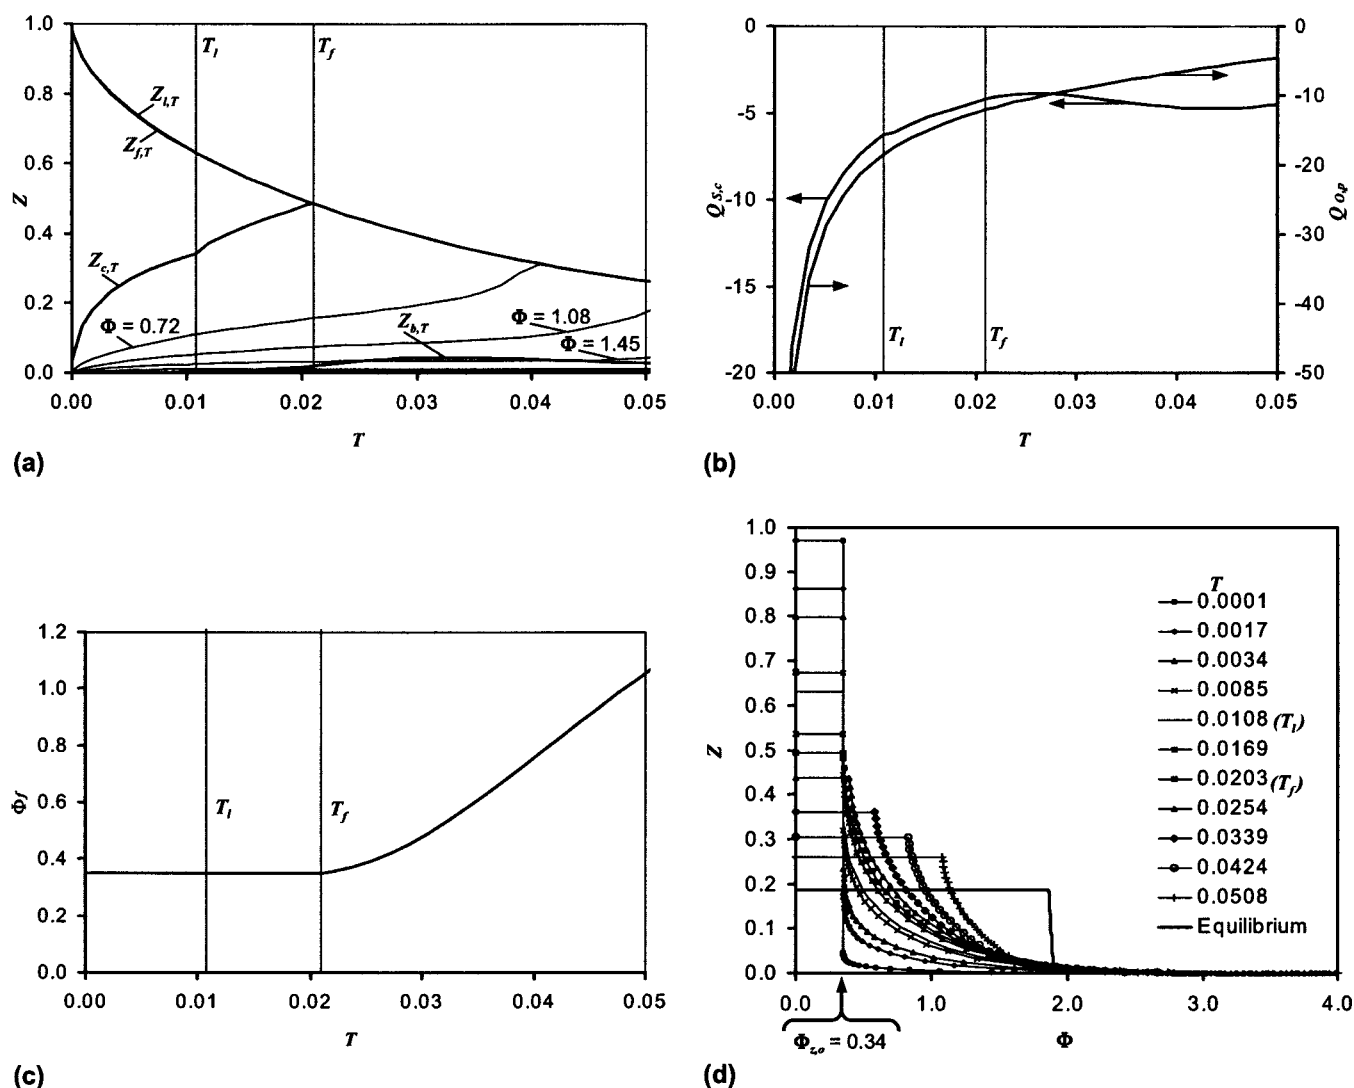 1.0
0.8
0.6
0.4
0.2
0.0
Z
T_l
T_f
Z_{l,T}
Z_{f,T}
Z_{c,T}
Φ = 0.72
Z_{b,T}
Φ = 1.08
Φ = 1.45
0.00 0.01 0.02 0.03 0.04 0.05
T
(a)
0
-5
-10
-15
-20
Q_{S,c}
0
-10
-20
-30
-40
-50
Q_{O,p}
T_l
T_f
0.00 0.01 0.02 0.03 0.04 0.05
T
(b)
1.2
1.0
0.8
0.6
0.4
0.2
0.0
Φ_f
T_l
T_f
0.00 0.01 0.02 0.03 0.04 0.05
T
(c)
1.0
0.9
0.8
0.7
0.6
0.5
0.4
0.3
0.2
0.1
0.0
Z
T
0.0001
0.0017
0.0034
0.0085
0.0108 (T_l)
0.0169
0.0203 (T_f)
0.0254
0.0339
0.0424
0.0508
Equilibrium
0.0 1.0 2.0 3.0 4.0
Φ_{z,o} = 0.34
Φ
(d)